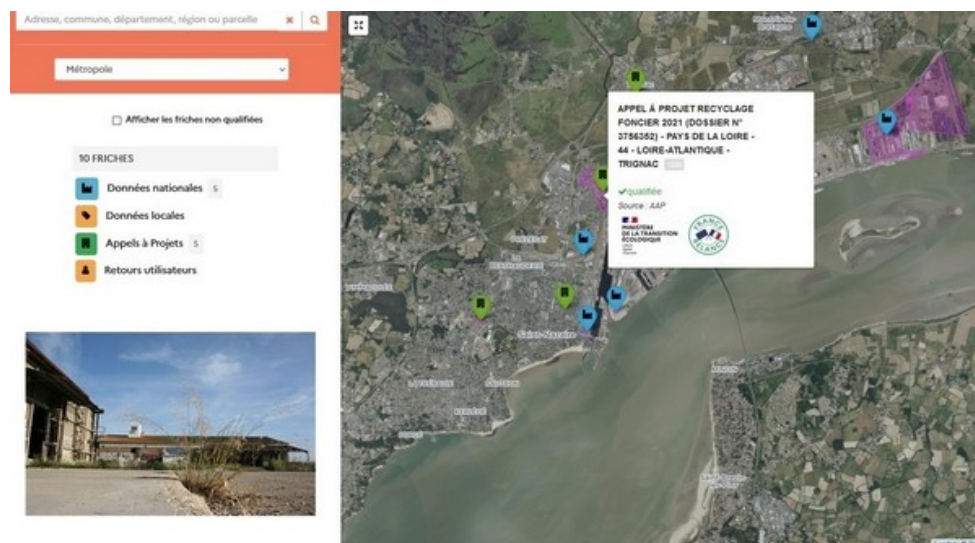 Adresse, commune, département, région ou parcelle
Métropole
Afficher les friches non qualifiées
10 FRICHES
Données nationales 5
Données locales
Appels à Projets 5
Retours utilisateurs
APPEL À PROJET RECYCLAGE
FONCIER 2021 (DOSSIER N°
3756352) - PAYS DE LA LOIRE -
44 - LOIRE-ATLANTIQUE -
TRIGNAC
qualifiée
Source : AAP
MINISTÈRE
DE LA TRANSITION
ÉCOLOGIQUE
FRANCE
RELANCE
Saint-Nazaire